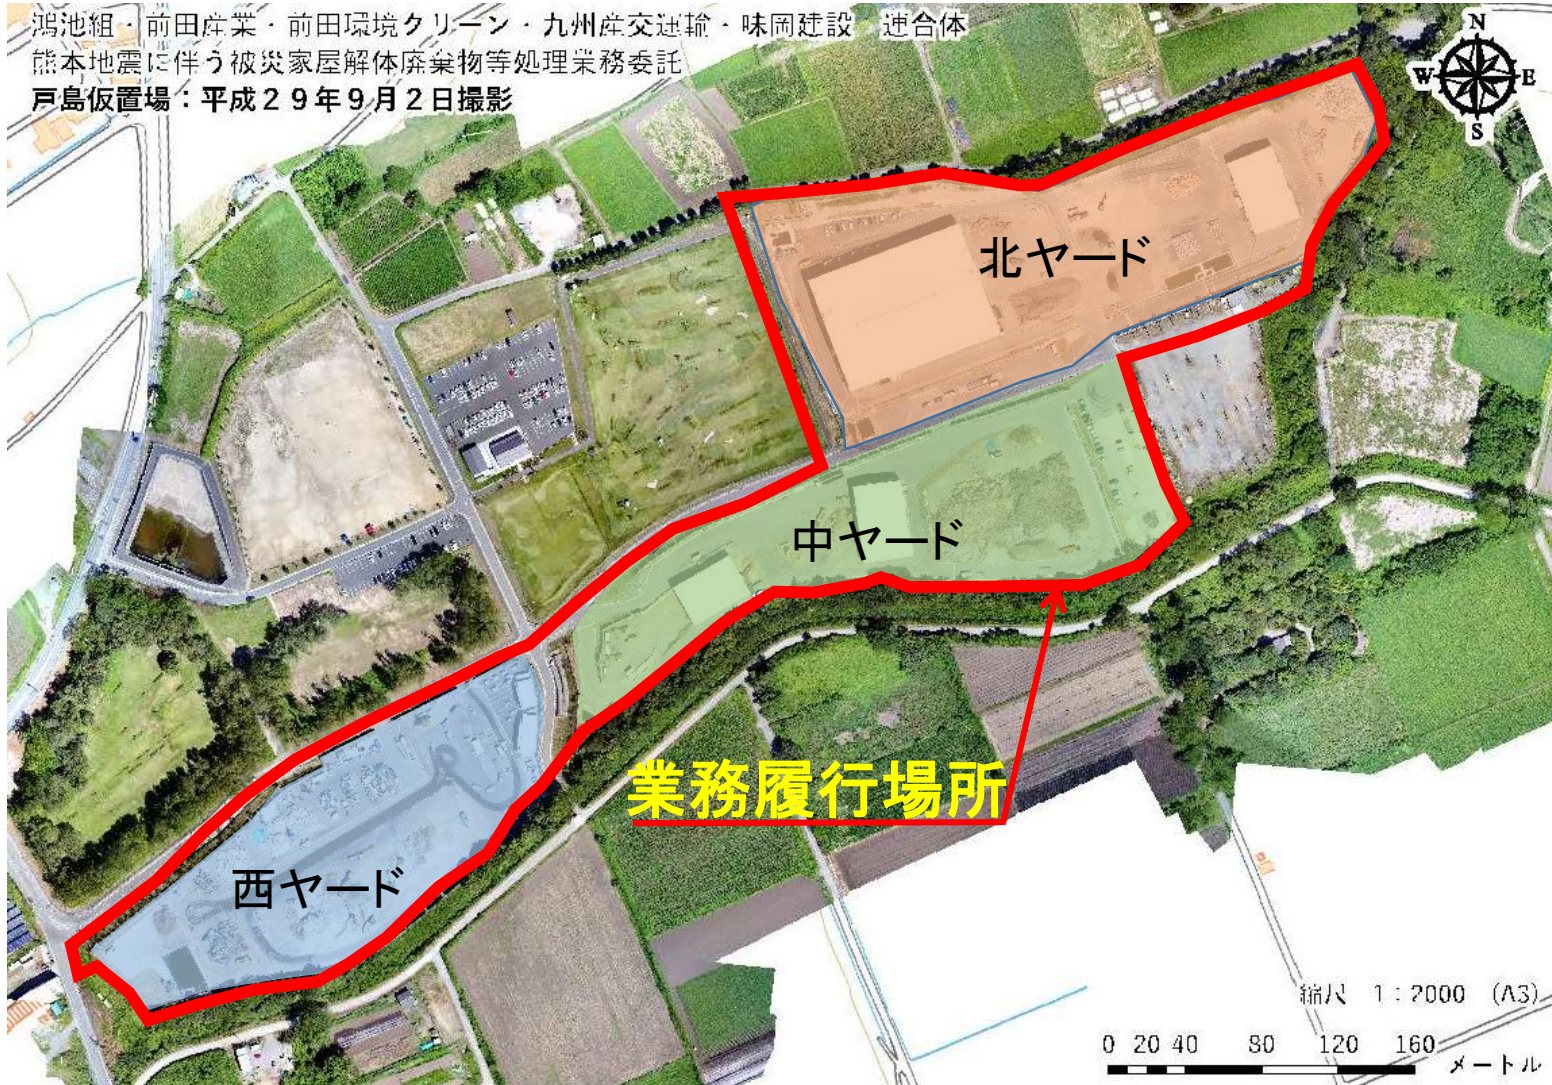 鴻池組・前田産業・前田環境クリーン・九州産交運輸・味岡建設　連合体
熊本地震に伴う被災家屋解体廃棄物等処理業務委託
戸島仮置場：平成２９年９月２日撮影
N
W E
S
北ヤード
中ヤード
業務履行場所
西ヤード
縮尺 1：2000 (A3)
0 20 40 80 120 160 メートル